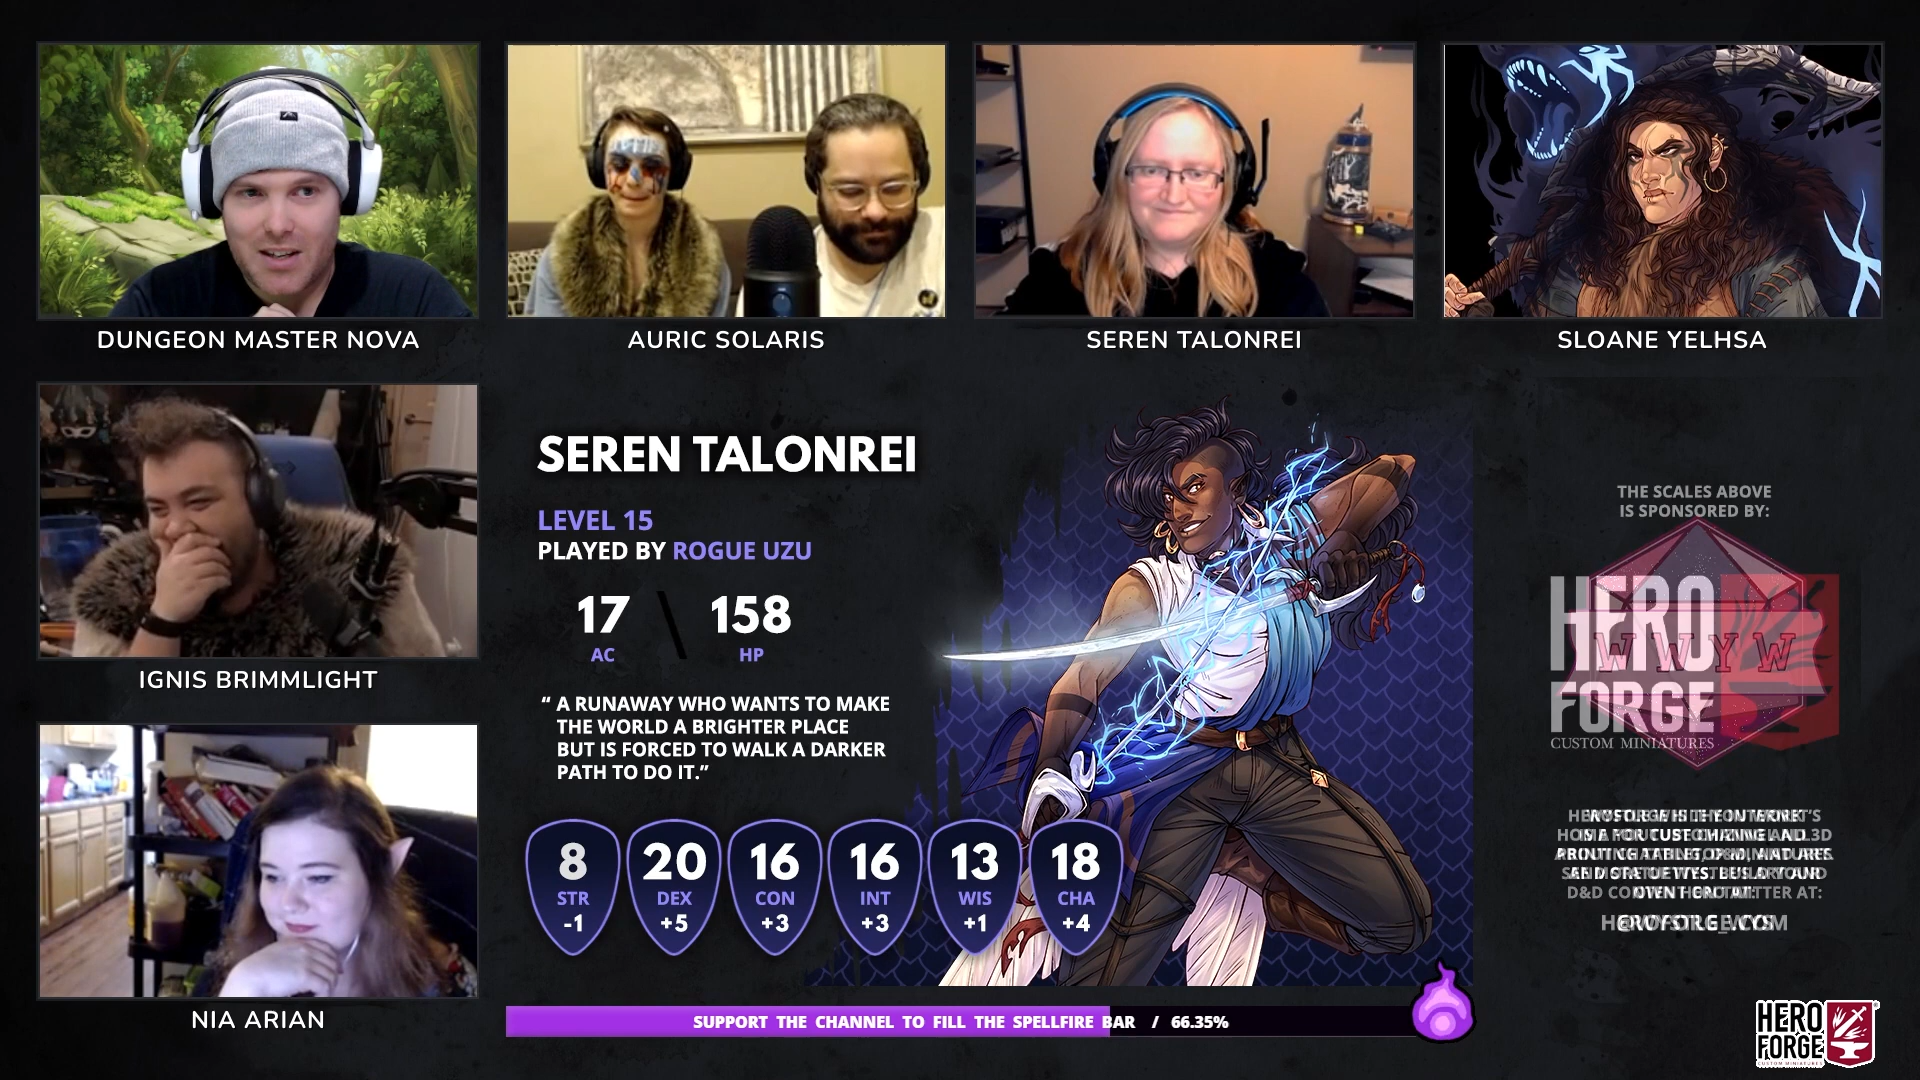 DUNGEON MASTER NOVA
AURIC SOLARIS
SEREN TALONREI
SLOANE YELHSA
IGNIS BRIMMLIGHT
NIA ARIAN
SEREN TALONREI
LEVEL 15
PLAYED BY ROGUE UZU
17
AC
158
HP
“ A RUNAWAY WHO WANTS TO MAKE
THE WORLD A BRIGHTER PLACE
BUT IS FORCED TO WALK A DARKER
PATH TO DO IT.”
8
STR
-1
20
DEX
+5
16
CON
+3
16
INT
+3
13
WIS
+1
18
CHA
+4
SUPPORT THE CHANNEL TO FILL THE SPELLFIRE BAR / 66.35%
THE SCALES ABOVE
IS SPONSORED BY:
HERO
WWYW
FORGE
CUSTOM MINIATURES
HERO
FORGE
CUSTOM MINIATURES